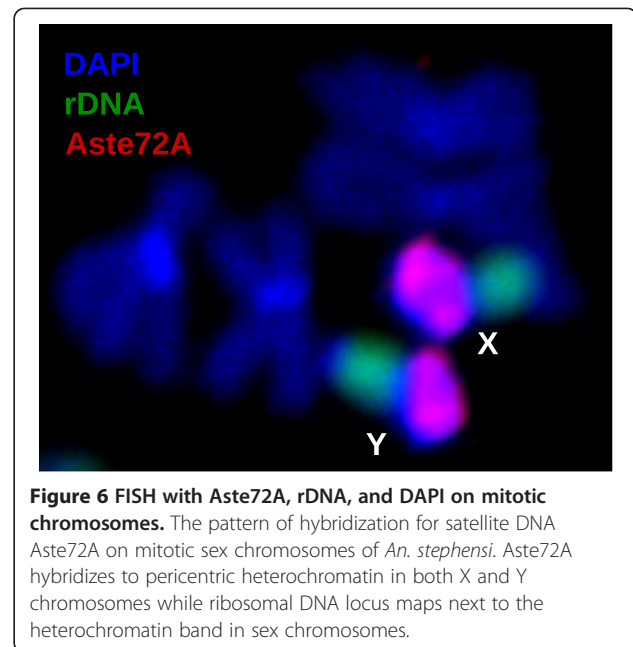 DAPI
rDNA
Aste72A
X
Y
Figure 6 FISH with Aste72A, rDNA, and DAPI on mitotic
chromosomes. The pattern of hybridization for satellite DNA
Aste72A on mitotic sex chromosomes of An. stephensi. Aste72A
hybridizes to pericentric heterochromatin in both X and Y
chromosomes while ribosomal DNA locus maps next to the
heterochromatin band in sex chromosomes.